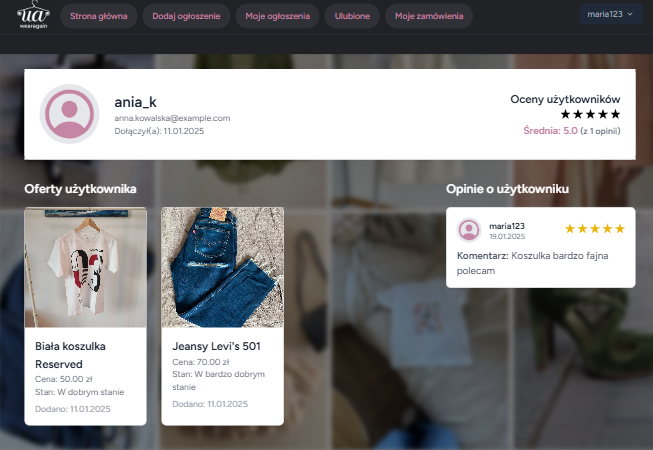 ua
wearegain
Strona główna
Dodaj ogłoszenie
Moje ogłoszenia
Ulubione
Moje zamówienia
maria123
ania_k
anna.kowalska@example.com
Dołączył(a): 11.01.2025
Oceny użytkowników
★★★★★
Średnia: 5.0 (z 1 opinii)
Oferty użytkownika
Biała koszulka
Reserved
Cena: 50.00 zł
Stan: W dobrym stanie
Dodano: 11.01.2025
Jeansy Levi's 501
Cena: 70.00 zł
Stan: W bardzo dobrym
stanie
Dodano: 11.01.2025
Opinie o użytkowniku
maria123
19.01.2025
★★★★★
Komentarz: Koszulka bardzo fajna
polecam